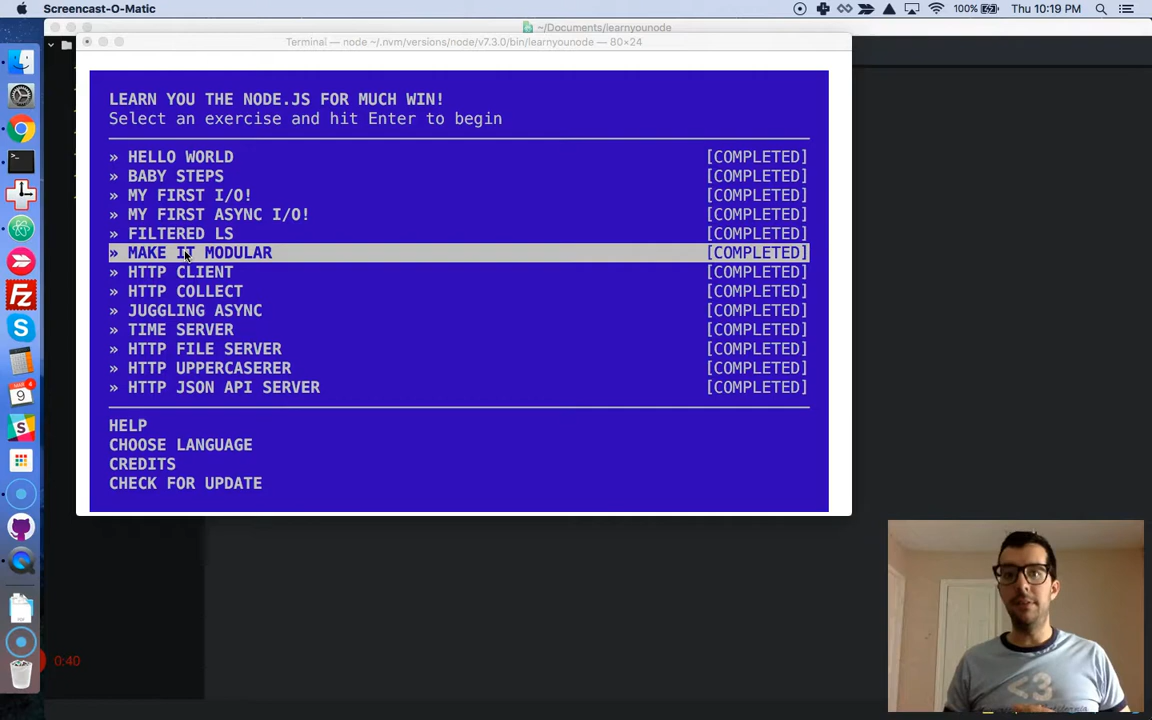 Screencast-O-Matic
100%
Thu 10:19 PM
~/Documents/learnyounode
Terminal — node ~/.nvm/versions/node/v7.3.0/bin/learnyounode — 80×24
LEARN YOU THE NODE.JS FOR MUCH WIN!
Select an exercise and hit Enter to begin
» HELLO WORLD [COMPLETED]
» BABY STEPS [COMPLETED]
» MY FIRST I/O! [COMPLETED]
» MY FIRST ASYNC I/O! [COMPLETED]
» FILTERED LS [COMPLETED]
» MAKE IT MODULAR [COMPLETED]
» HTTP CLIENT [COMPLETED]
» HTTP COLLECT [COMPLETED]
» JUGGLING ASYNC [COMPLETED]
» TIME SERVER [COMPLETED]
» HTTP FILE SERVER [COMPLETED]
» HTTP UPPERCASERER [COMPLETED]
» HTTP JSON API SERVER [COMPLETED]
HELP
CHOOSE LANGUAGE
CREDITS
CHECK FOR UPDATE
Fz
S
4
9
S
0:40
<3